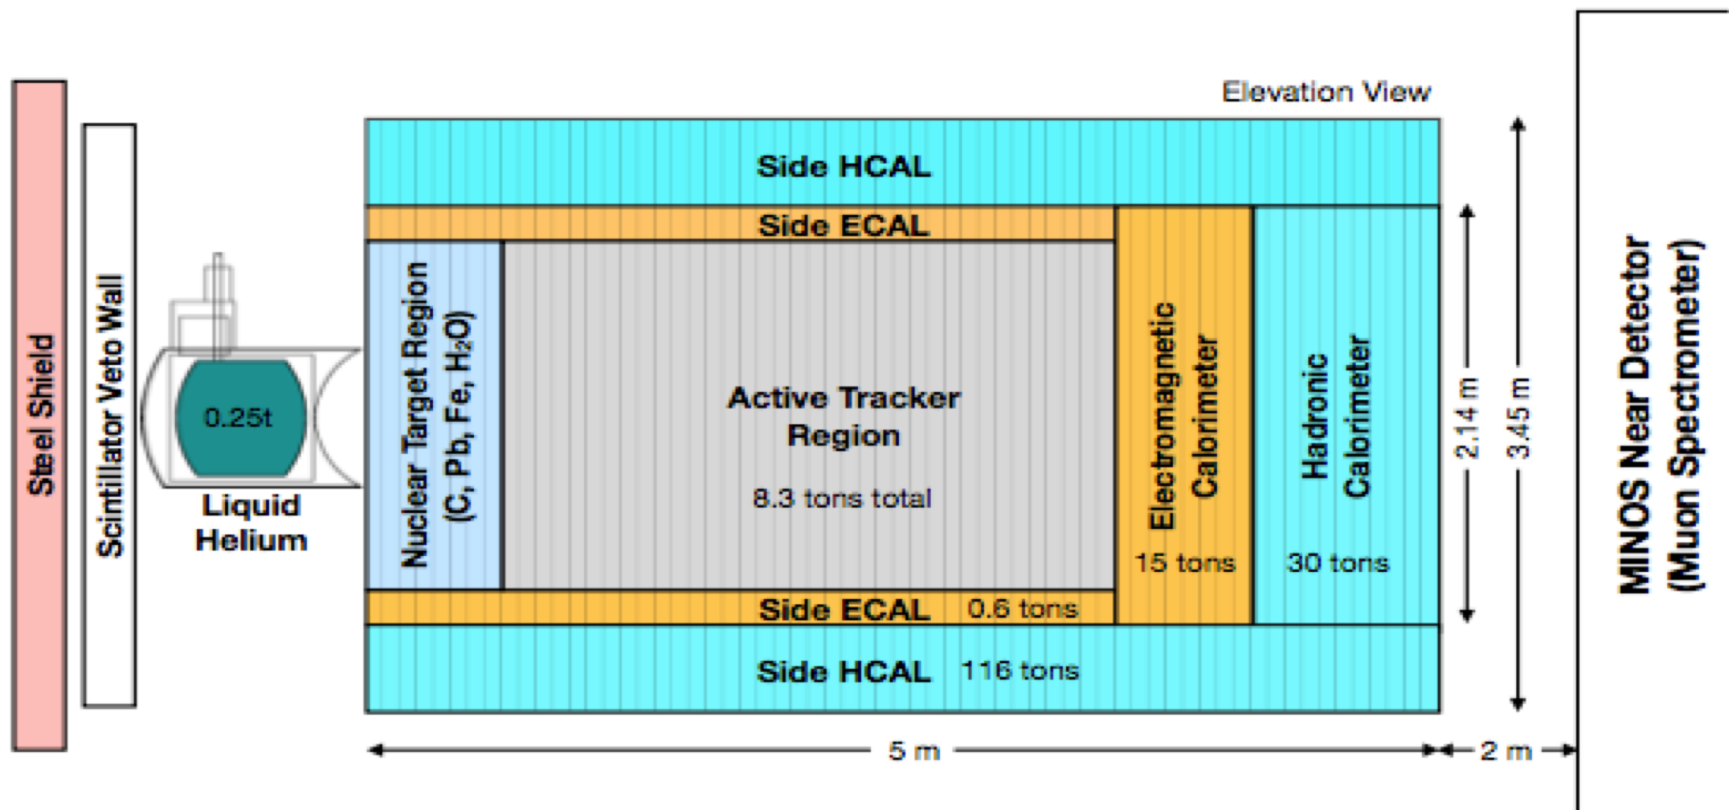 Elevation View
Steel Shield
Scintillator Veto Wall
0.25t
Liquid
Helium
Side HCAL
Side ECAL
Nuclear Target Region
(C, Pb, Fe, H₂O)
Active Tracker
Region
8.3 tons total
Electromagnetic
Calorimeter
15 tons
Hadronic
Calorimeter
30 tons
Side ECAL 0.6 tons
Side HCAL 116 tons
2.14 m
3.45 m
5 m
2 m
MINOS Near Detector
(Muon Spectrometer)